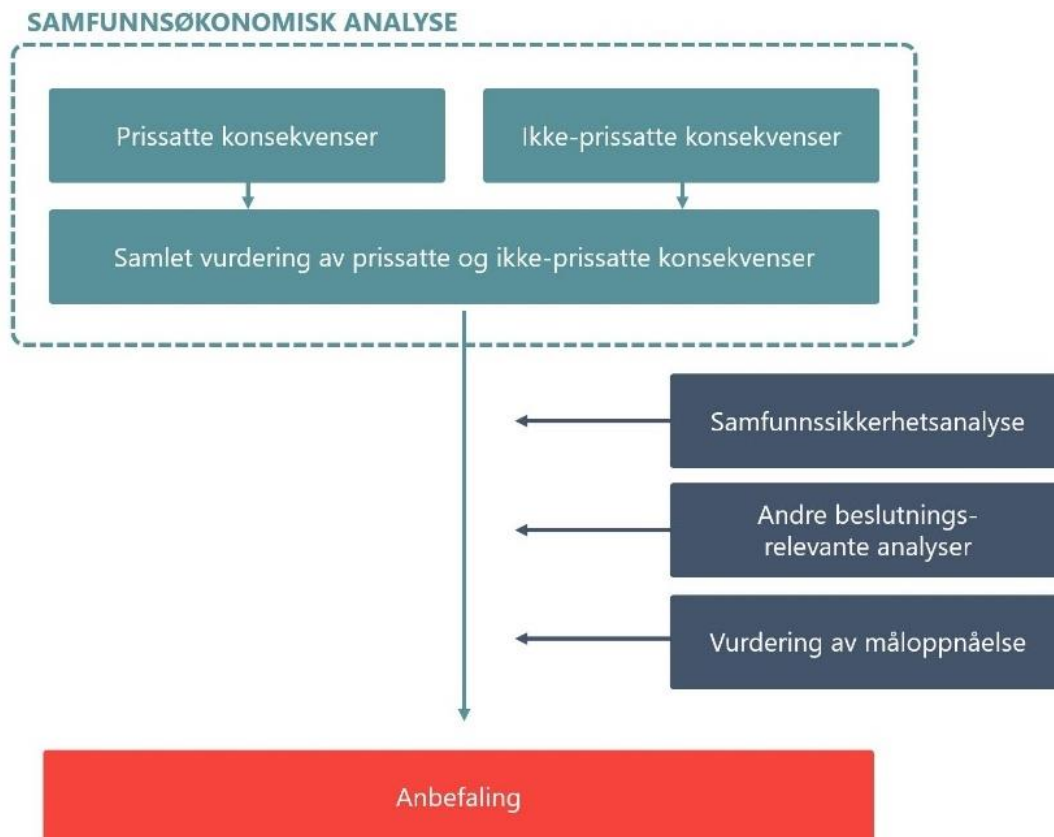 SAMFUNNSØKONOMISK ANALYSE
Prissatte konsekvenser
Ikke-prissatte konsekvenser
Samlet vurdering av prissatte og ikke-prissatte konsekvenser
Samfunnssikkerhetsanalyse
Andre beslutnings-
relevante analyser
Vurdering av måloppnåelse
Anbefaling